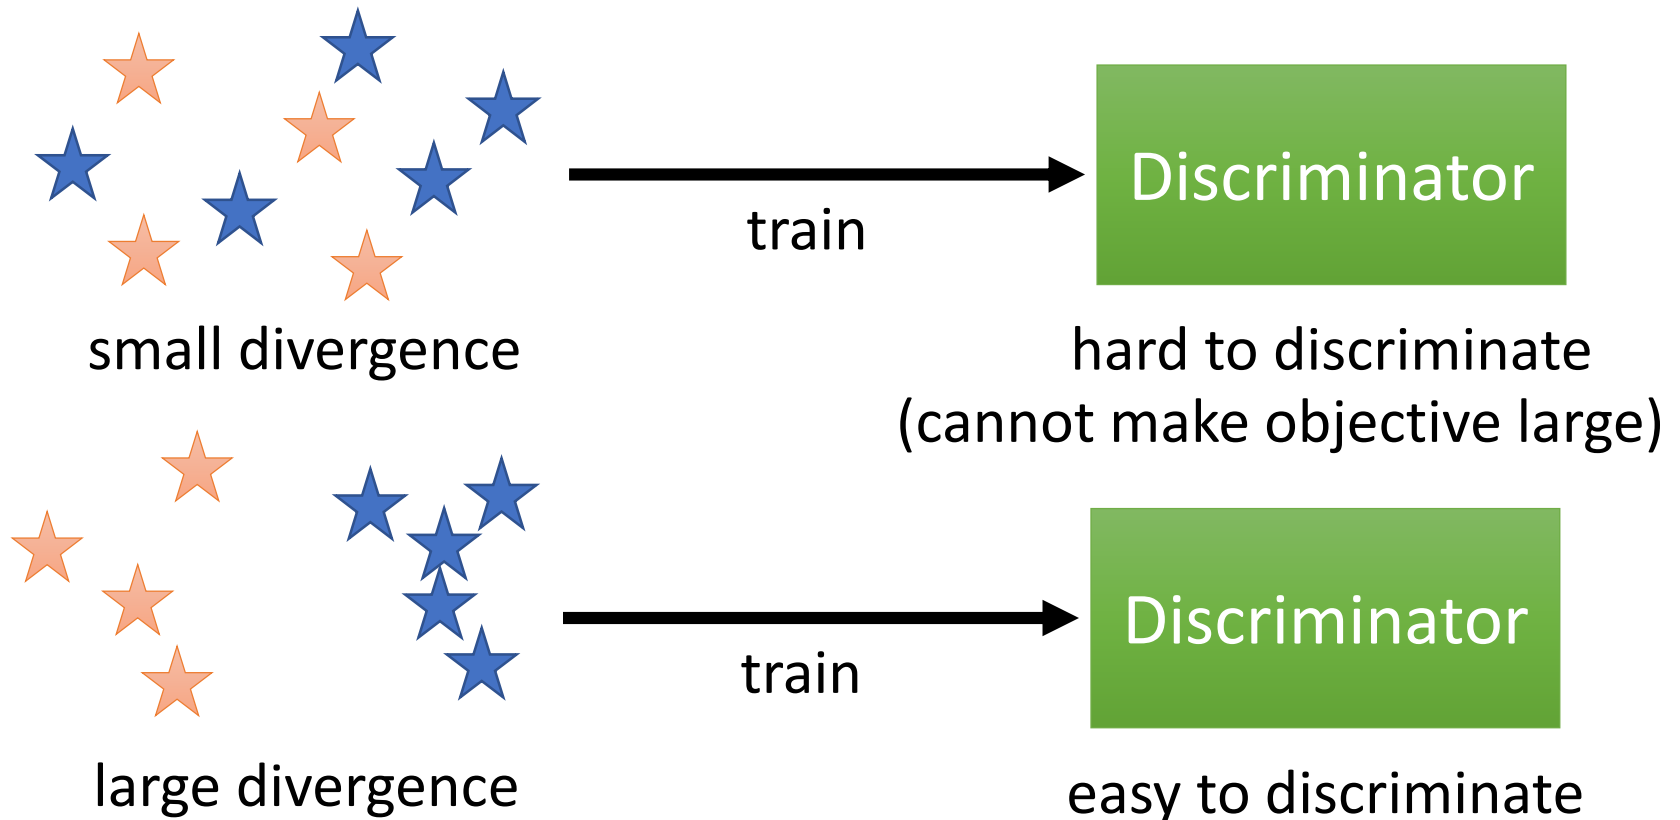 Discriminator
train
small divergence
hard to discriminate
(cannot make objective large)
Discriminator
train
large divergence
easy to discriminate